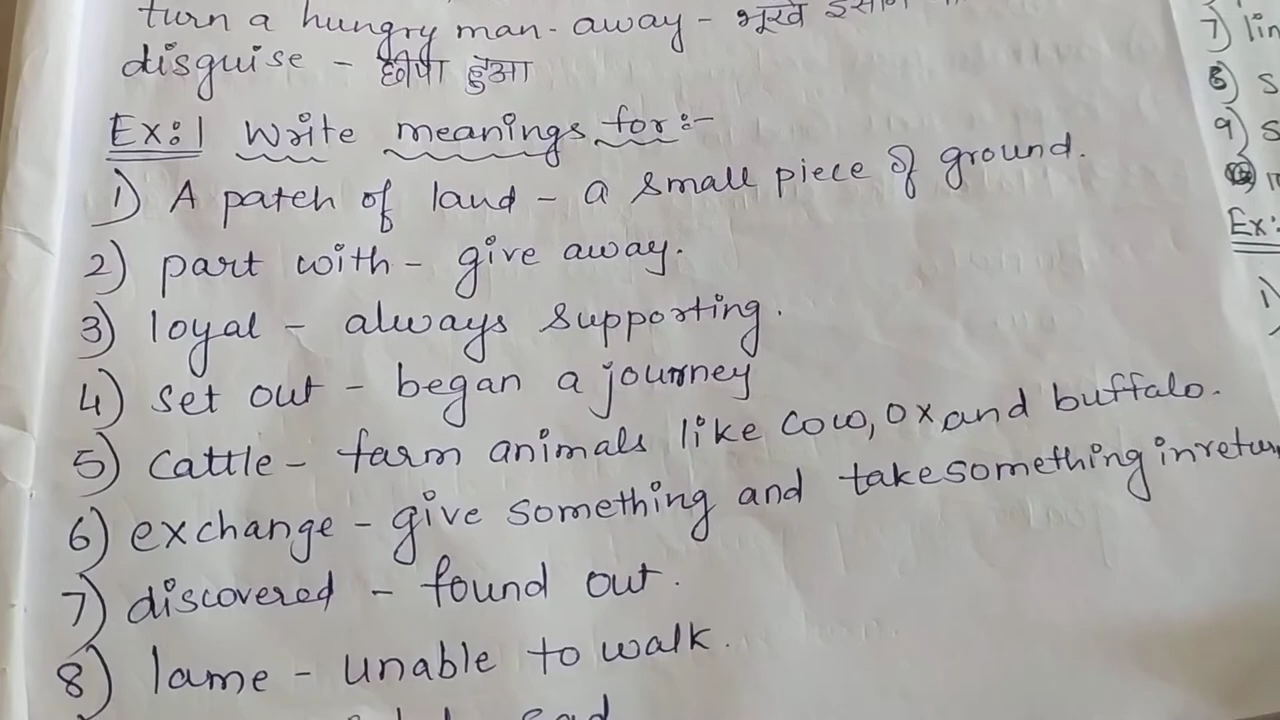 turn a hungry man. away - भूखे इसान
disguise - छीपा हुआ
Ex:1 Write meanings for:-
1) A patch of land - a small piece of ground.
2) part with - give away.
3) loyal - always supporting.
4) set out - began a journey
5) cattle - farm animals like cow, ox, and buffalo.
6) exchange - give something and take something in retur
7) discovered - found out.
8) lame - unable to walk.
7) lin
8) s
9) s
Ex:
1)